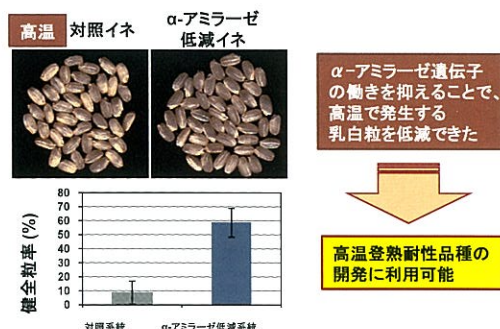 高温 対照イネ α-アミラーゼ
低減イネ
α-アミラーゼ遺伝子
の働きを抑えることで、
高温で発生する
乳白粒を低減できた
健全粒率 (%)
80
70
60
50
40
30
20
10
0
対照系統 α-アミラーゼ低減系統
高温登熟耐性品種の
開発に利用可能